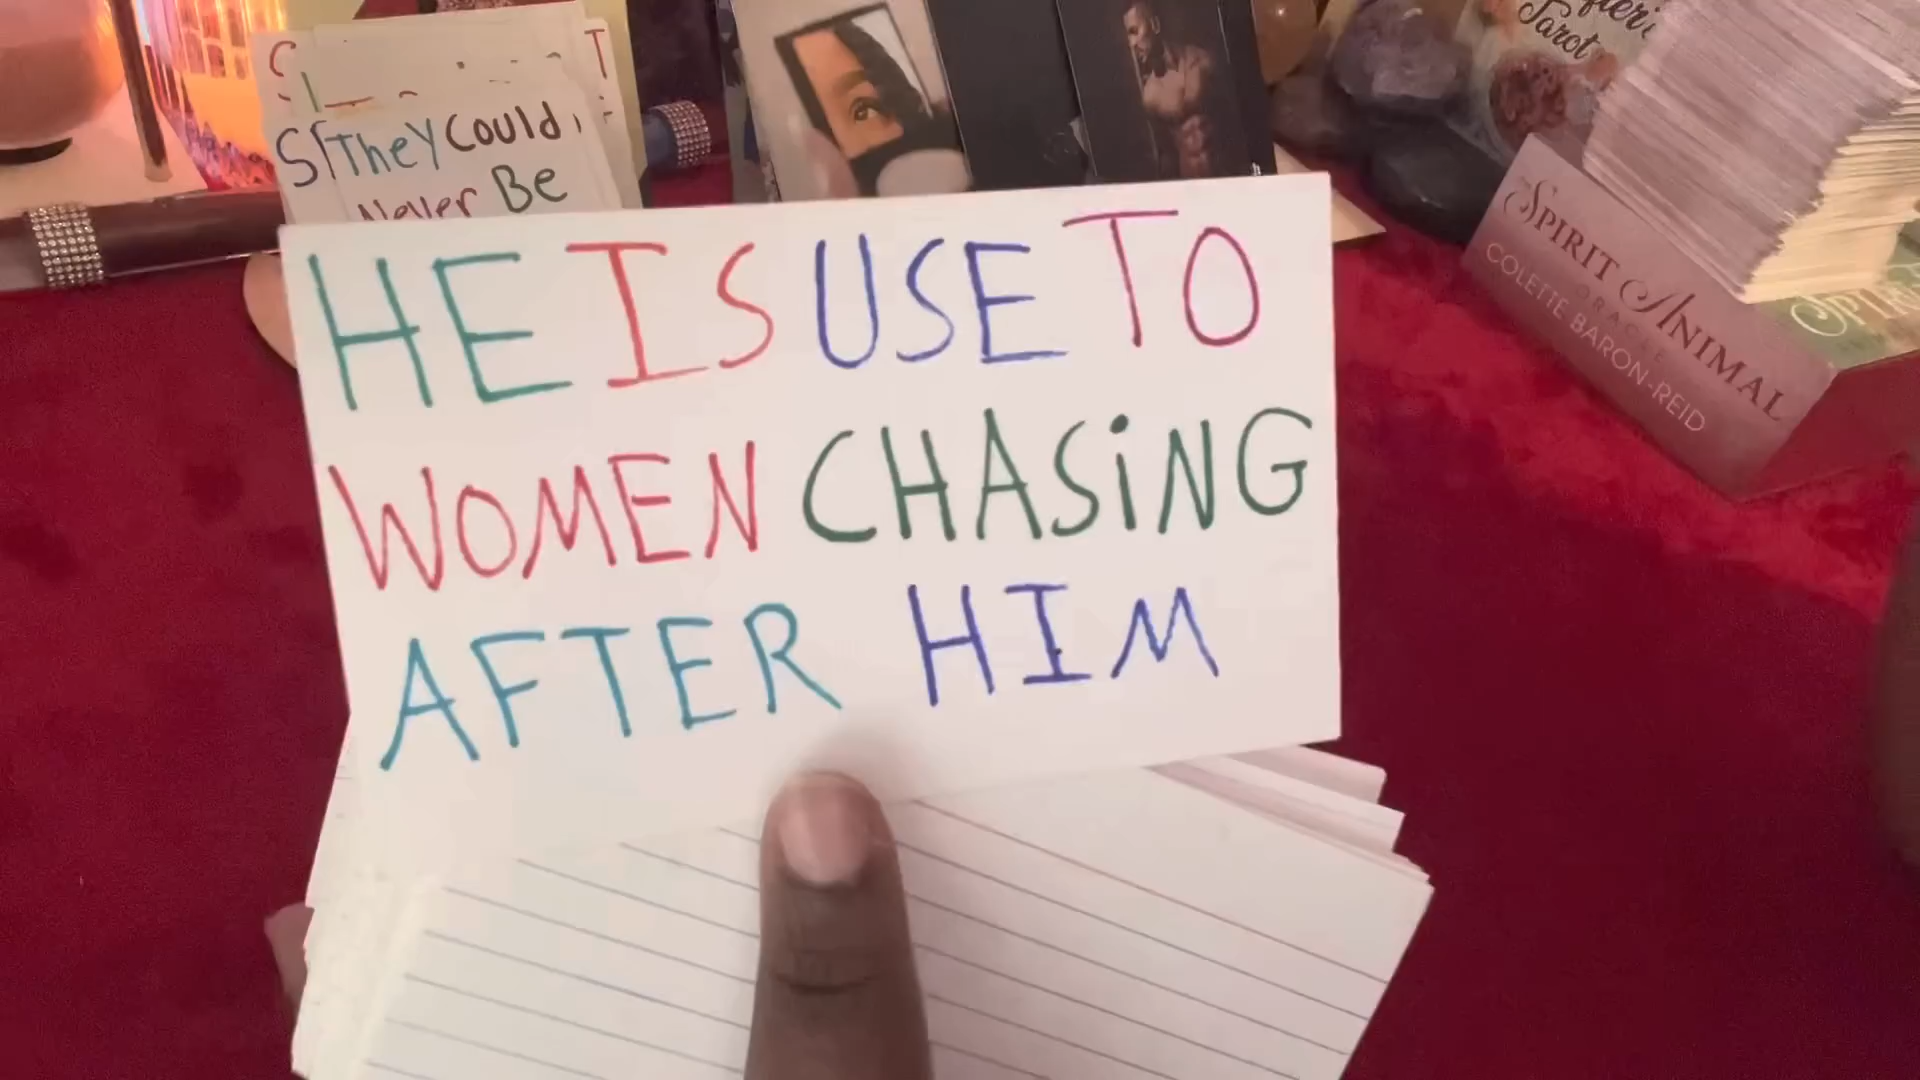 They Could
Never Be
HE IS USE TO
WOMEN CHASING
AFTER HIM
Tarot
SPIRIT ANIMAL
ORACLE
COLETTE BARON-REID